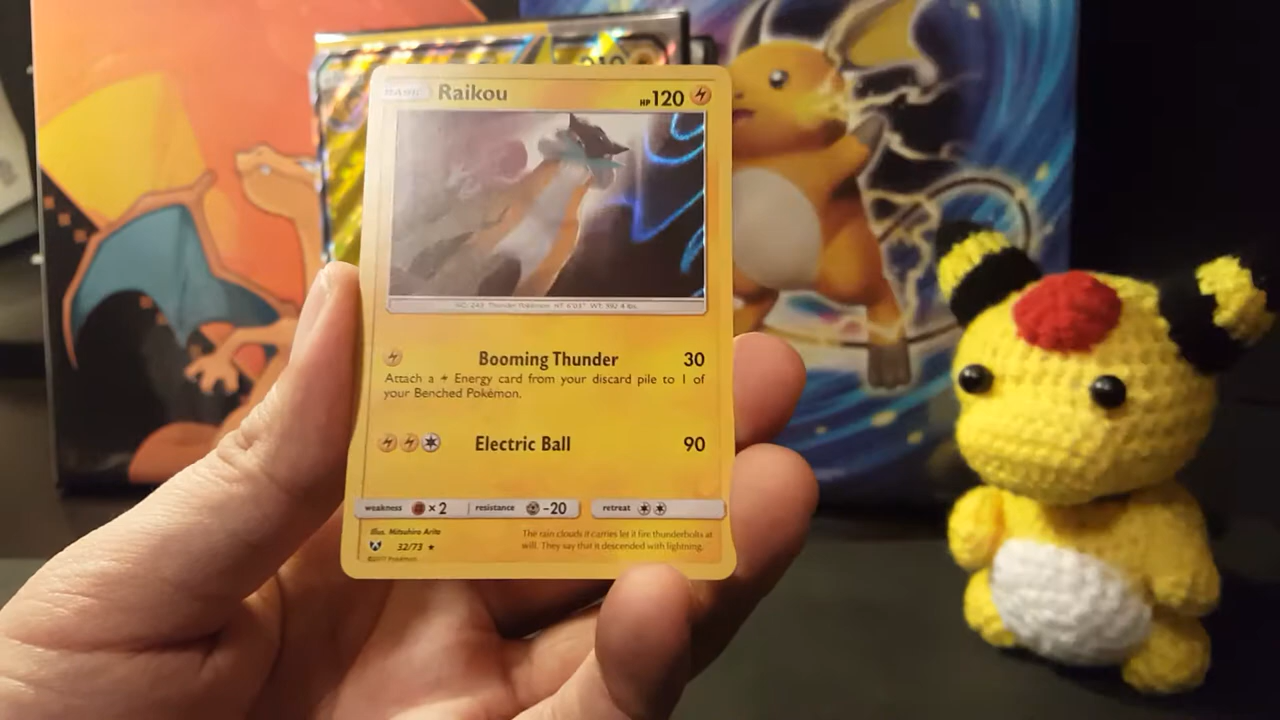 BASIC Raikou HP 120
NO. 243 Thunder Pokémon HT: 6'03" WT: 392.4 lbs.
Booming Thunder 30
Attach a Energy card from your discard pile to 1 of
your Benched Pokémon.
Electric Ball 90
weakness ×2 resistance -20 retreat
Illus. Mitsuhiro Arita
32/73
©2017 Pokémon
The rain clouds it carries let it fire thunderbolts at
will. They say that it descended with lightning.